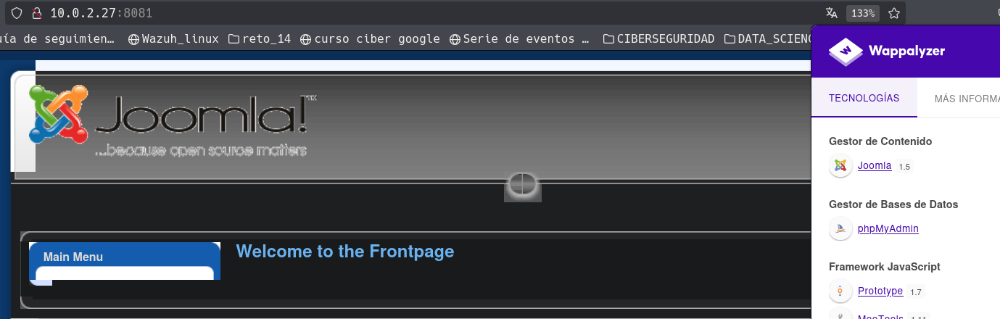 10.0.2.27:8081
133%
uía de seguimien… Wazuh_linux reto_14 curso ciber google Serie de eventos … CIBERSEGURIDAD DATA_SCIENC
Wappalyzer
TECNOLOGÍAS MÁS INFORMA
Joomla!™
...because open source matters
Gestor de Contenido
Joomla 1.5
Gestor de Bases de Datos
phpMyAdmin
Main Menu
Welcome to the Frontpage
Framework JavaScript
Prototype 1.7
MooTools 1.11